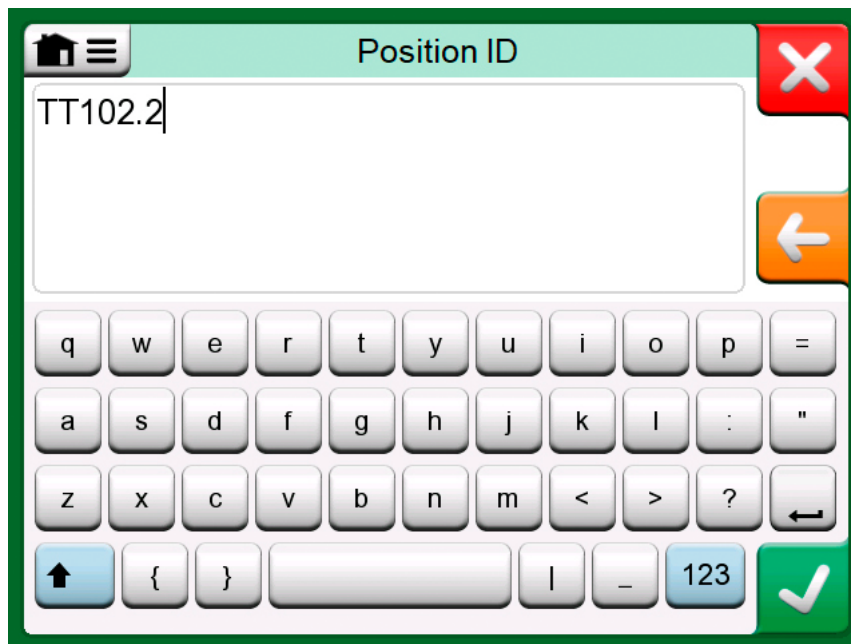 Position ID
TT102.2
q w e r t y u i o p =
a s d f g h j k l : "
z x c v b n m < > ?
{ } | _ 123